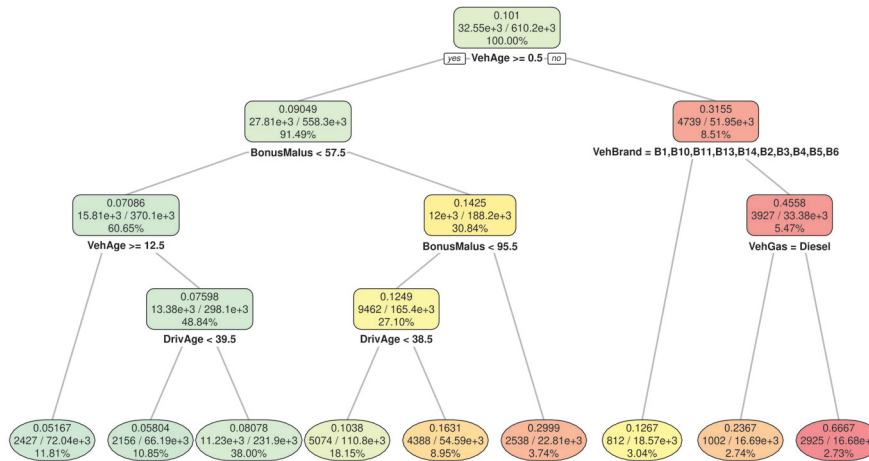 0.101
32.55e+3 / 610.2e+3
100.00%
yes VehAge >= 0.5 no
0.09049
27.81e+3 / 558.3e+3
91.49%
BonusMalus < 57.5
0.3155
4739 / 51.95e+3
8.51%
VehBrand = B1,B10,B11,B13,B14,B2,B3,B4,B5,B6
0.07086
15.81e+3 / 370.1e+3
60.65%
VehAge >= 12.5
0.1425
12e+3 / 188.2e+3
30.84%
BonusMalus < 95.5
0.4558
3927 / 33.38e+3
5.47%
VehGas = Diesel
0.07598
13.38e+3 / 298.1e+3
48.84%
DrivAge < 39.5
0.1249
9462 / 165.4e+3
27.10%
DrivAge < 38.5
0.05167
2427 / 72.04e+3
11.81%
0.05804
2156 / 66.19e+3
10.85%
0.08078
11.23e+3 / 231.9e+3
38.00%
0.1038
5074 / 110.8e+3
18.15%
0.1631
4388 / 54.59e+3
8.95%
0.2999
2538 / 22.81e+3
3.74%
0.1267
812 / 18.57e+3
3.04%
0.2367
1002 / 16.69e+3
2.74%
0.6667
2925 / 16.68e+3
2.73%